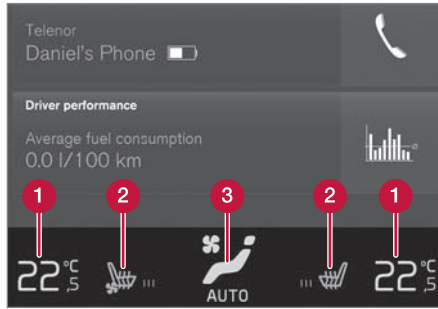 Telenor
Daniel's Phone
Driver performance
Average fuel consumption
0.0 l/100 km
1 2 3 2 1
22 °C ,5 22 °C ,5
AUTO